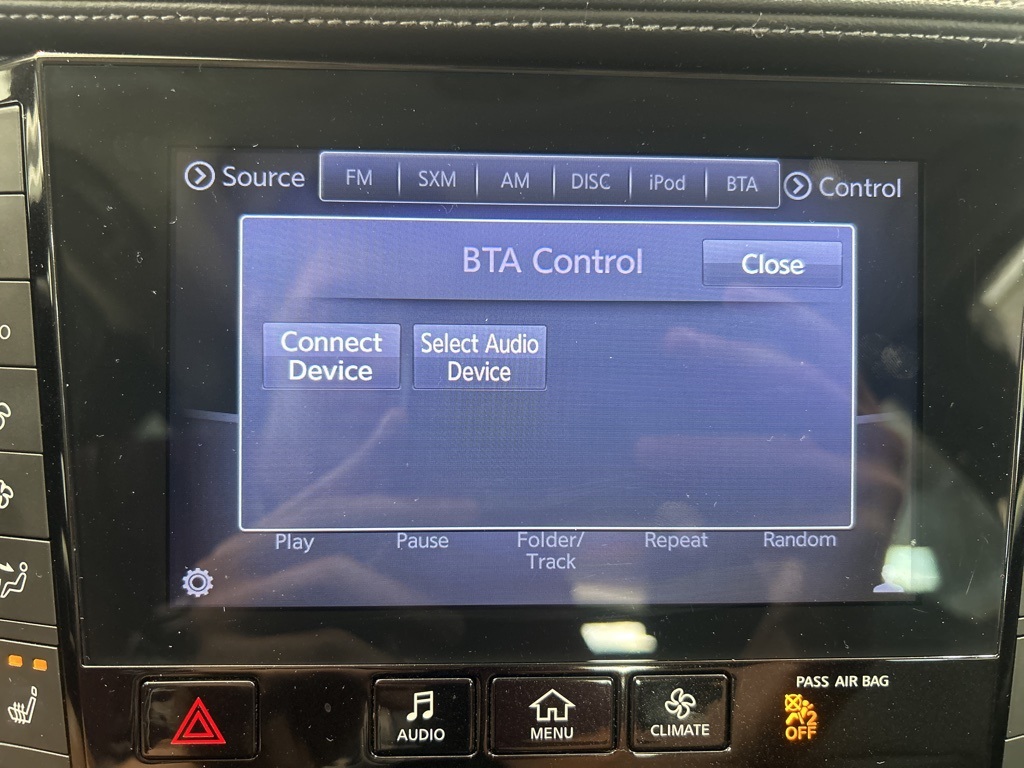 Source FM SXM AM DISC iPod BTA Control
BTA Control Close
Connect Device
Select Audio Device
Play Pause Folder/ Track Repeat Random
AUDIO
MENU
CLIMATE
PASS AIR BAG
2
OFF